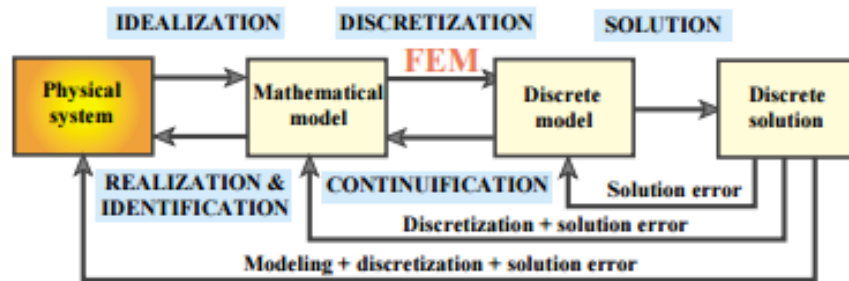 IDEALIZATION
DISCRETIZATION
SOLUTION
FEM
Physical
system
Mathematical
model
Discrete
model
Discrete
solution
REALIZATION &
IDENTIFICATION
CONTINUIFICATION
Solution error
Discretization + solution error
Modeling + discretization + solution error